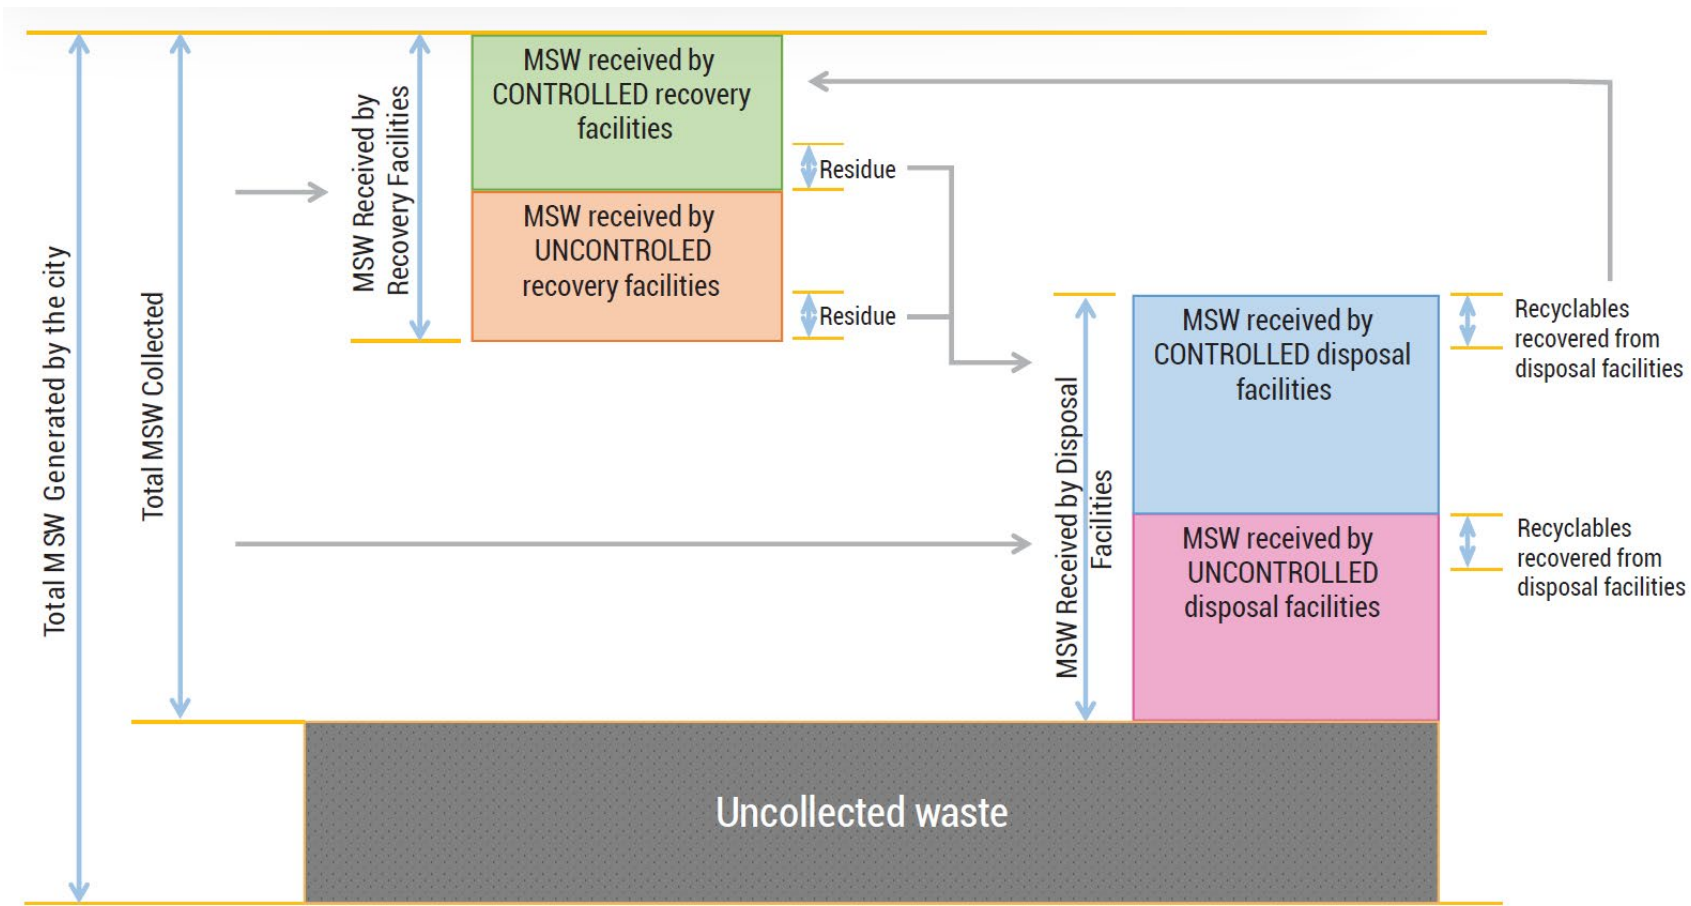 Total MSW Generated by the city
Total MSW Collected
MSW Received by
Recovery Facilities
MSW received by
CONTROLLED recovery
facilities
Residue
MSW received by
UNCONTROLED
recovery facilities
Residue
MSW Received by Disposal
Facilities
MSW received by
CONTROLLED disposal
facilities
Recyclables
recovered from
disposal facilities
MSW received by
UNCONTROLLED
disposal facilities
Recyclables
recovered from
disposal facilities
Uncollected waste